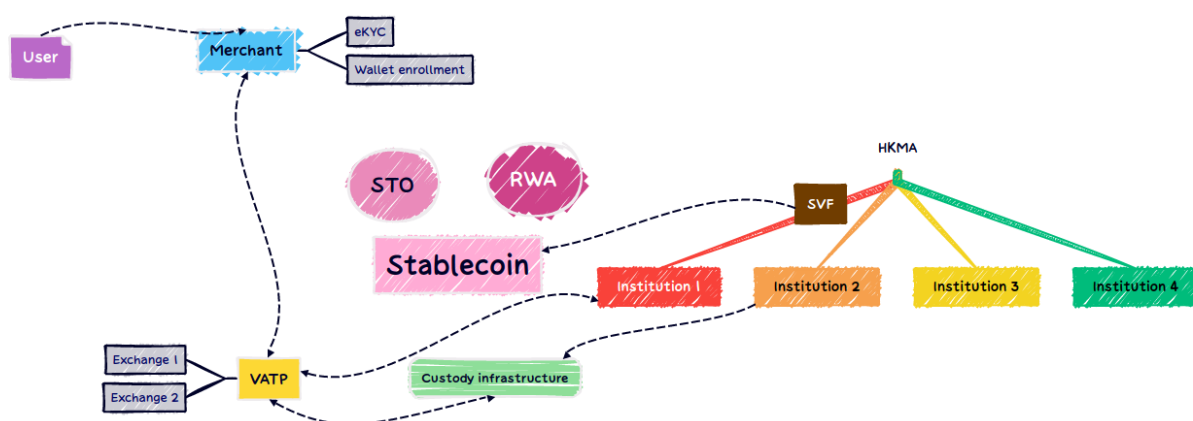 User
Merchant
eKYC
Wallet enrollment
HKMA
STO
RWA
SVF
Stablecoin
Institution 1
Institution 2
Institution 3
Institution 4
Exchange 1
Exchange 2
VATP
Custody infrastructure